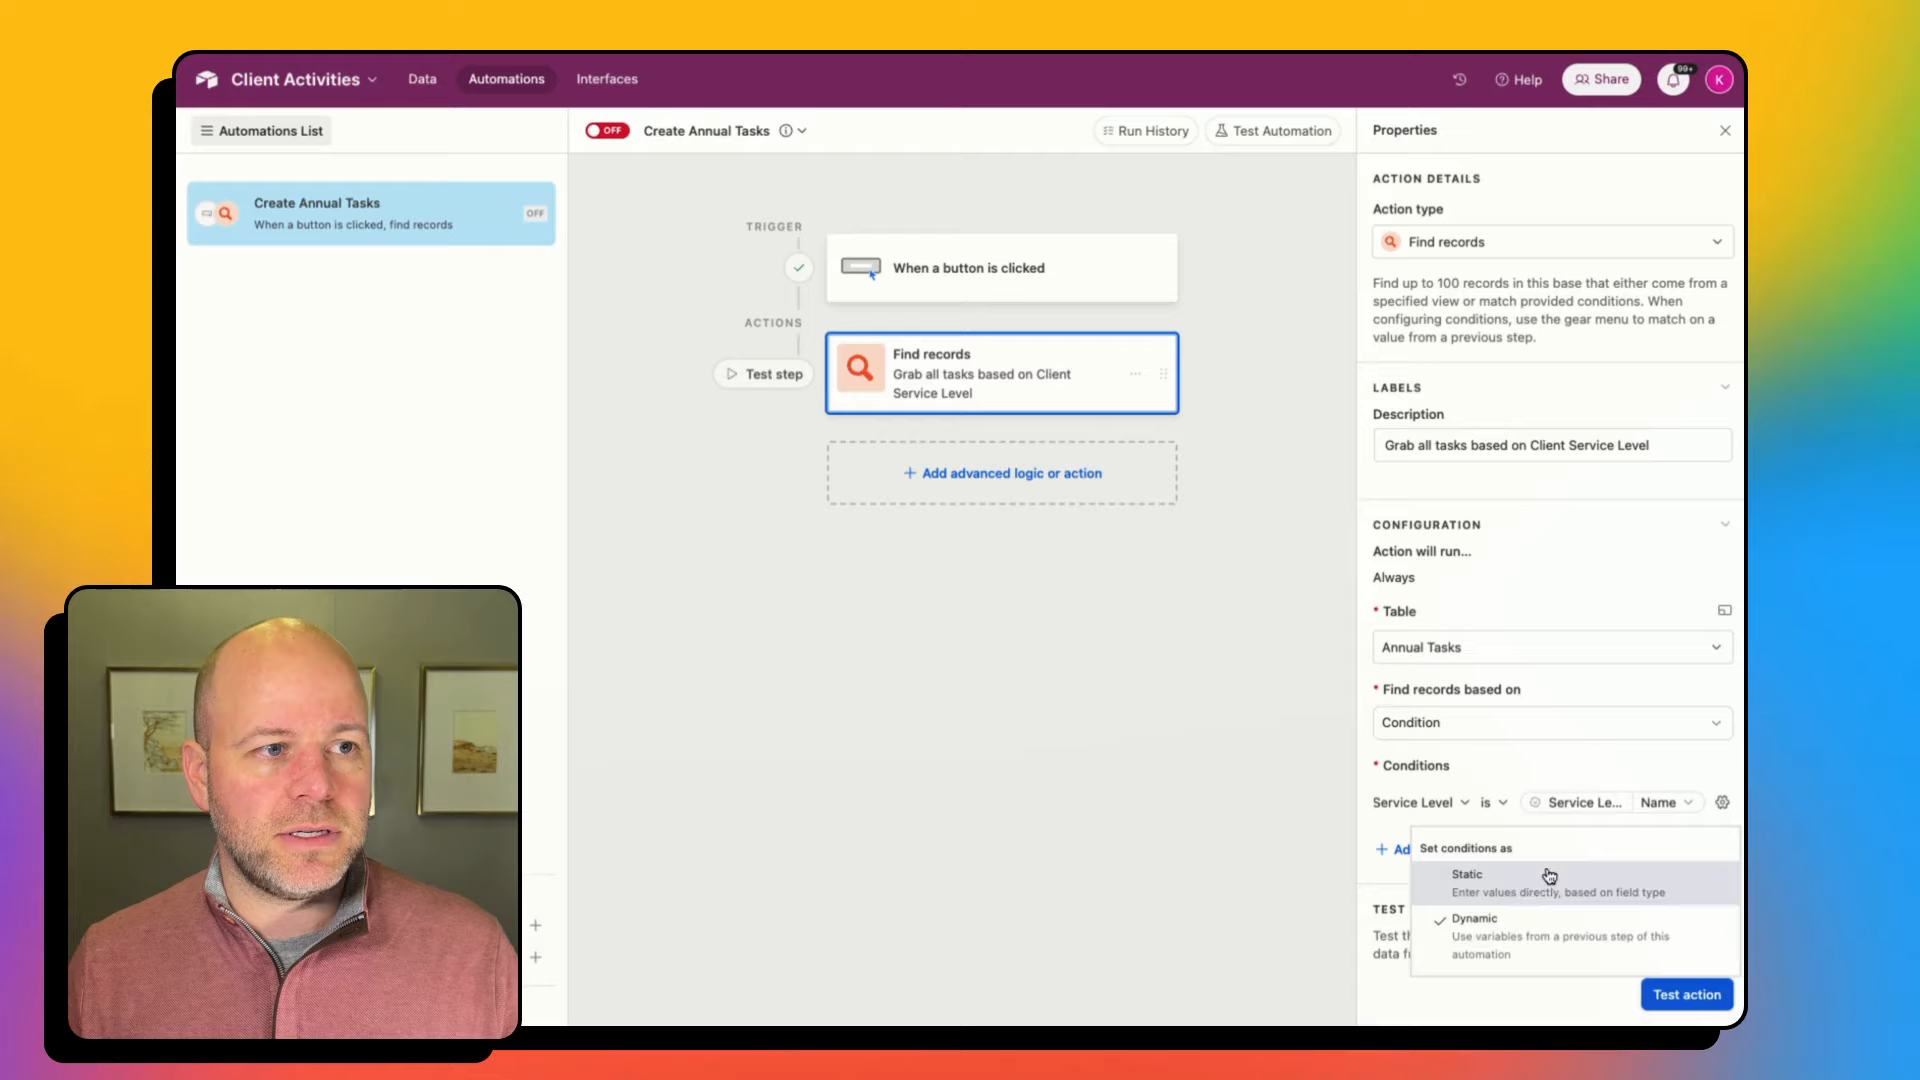 Client Activities
Data
Automations
Interfaces
Help
Share
99+
K
Automations List
OFF
Create Annual Tasks
Run History
Test Automation
Properties
Create Annual Tasks
When a button is clicked, find records
OFF
TRIGGER
When a button is clicked
ACTIONS
Test step
Find records
Grab all tasks based on Client
Service Level
Add advanced logic or action
ACTION DETAILS
Action type
Find records
Find up to 100 records in this base that either come from a
specified view or match provided conditions. When
configuring conditions, use the gear menu to match on a
value from a previous step.
LABELS
Description
Grab all tasks based on Client Service Level
CONFIGURATION
Action will run...
Always
* Table
Annual Tasks
* Find records based on
Condition
* Conditions
Service Level
is
Service Le...
Name
+ Ad
Set conditions as
Static
Enter values directly, based on field type
Dynamic
Use variables from a previous step of this
automation
TEST
Test th
data fr
Test action